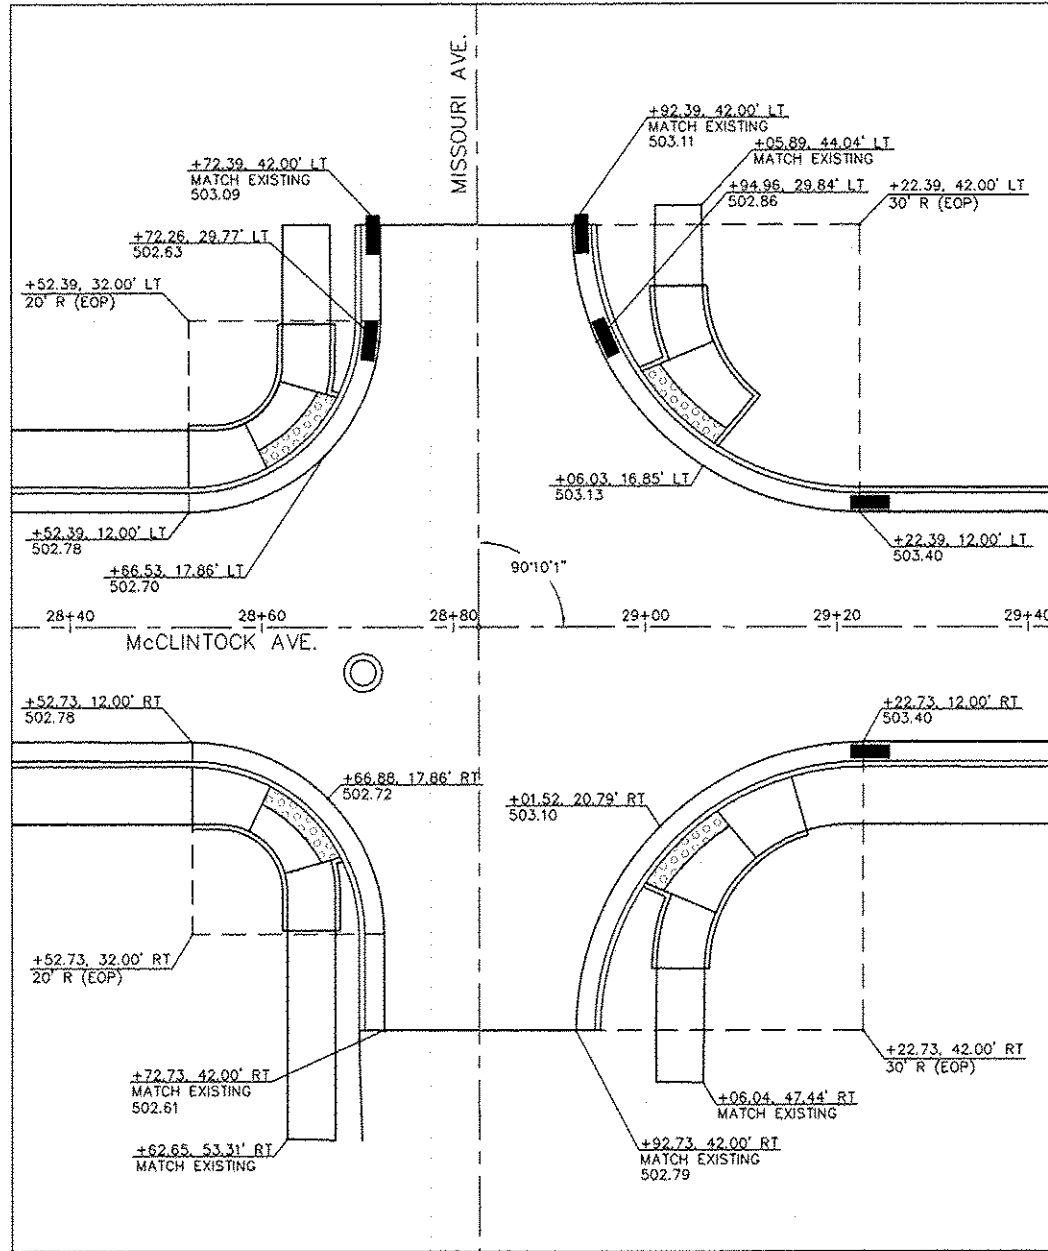 MISSOURI AVE.
+92.39, 42.00' LT
MATCH EXISTING
503.11
+05.89, 44.04' LT
MATCH EXISTING
+72.39, 42.00' LT
MATCH EXISTING
503.09
+94.96, 29.84' LT
502.86
+22.39, 42.00' LT
30' R (EOP)
+72.26, 29.77' LT
502.63
+52.39, 32.00' LT
20' R (EOP)
+06.03, 16.85' LT
503.13
+52.39, 12.00' LT
502.78
+22.39, 12.00' LT
503.40
+66.53, 17.86' LT
502.70
90°10'1"
28+40
28+60
28+80
29+00
29+20
29+40
McCLINTOCK AVE.
+52.73, 12.00' RT
502.78
+22.73, 12.00' RT
503.40
+66.88, 17.86' RT
502.72
+01.52, 20.79' RT
503.10
+52.73, 32.00' RT
20' R (EOP)
+22.73, 42.00' RT
30' R (EOP)
+72.73, 42.00' RT
MATCH EXISTING
502.61
+06.04, 47.44' RT
MATCH EXISTING
+62.65, 53.31' RT
MATCH EXISTING
+92.73, 42.00' RT
MATCH EXISTING
502.79